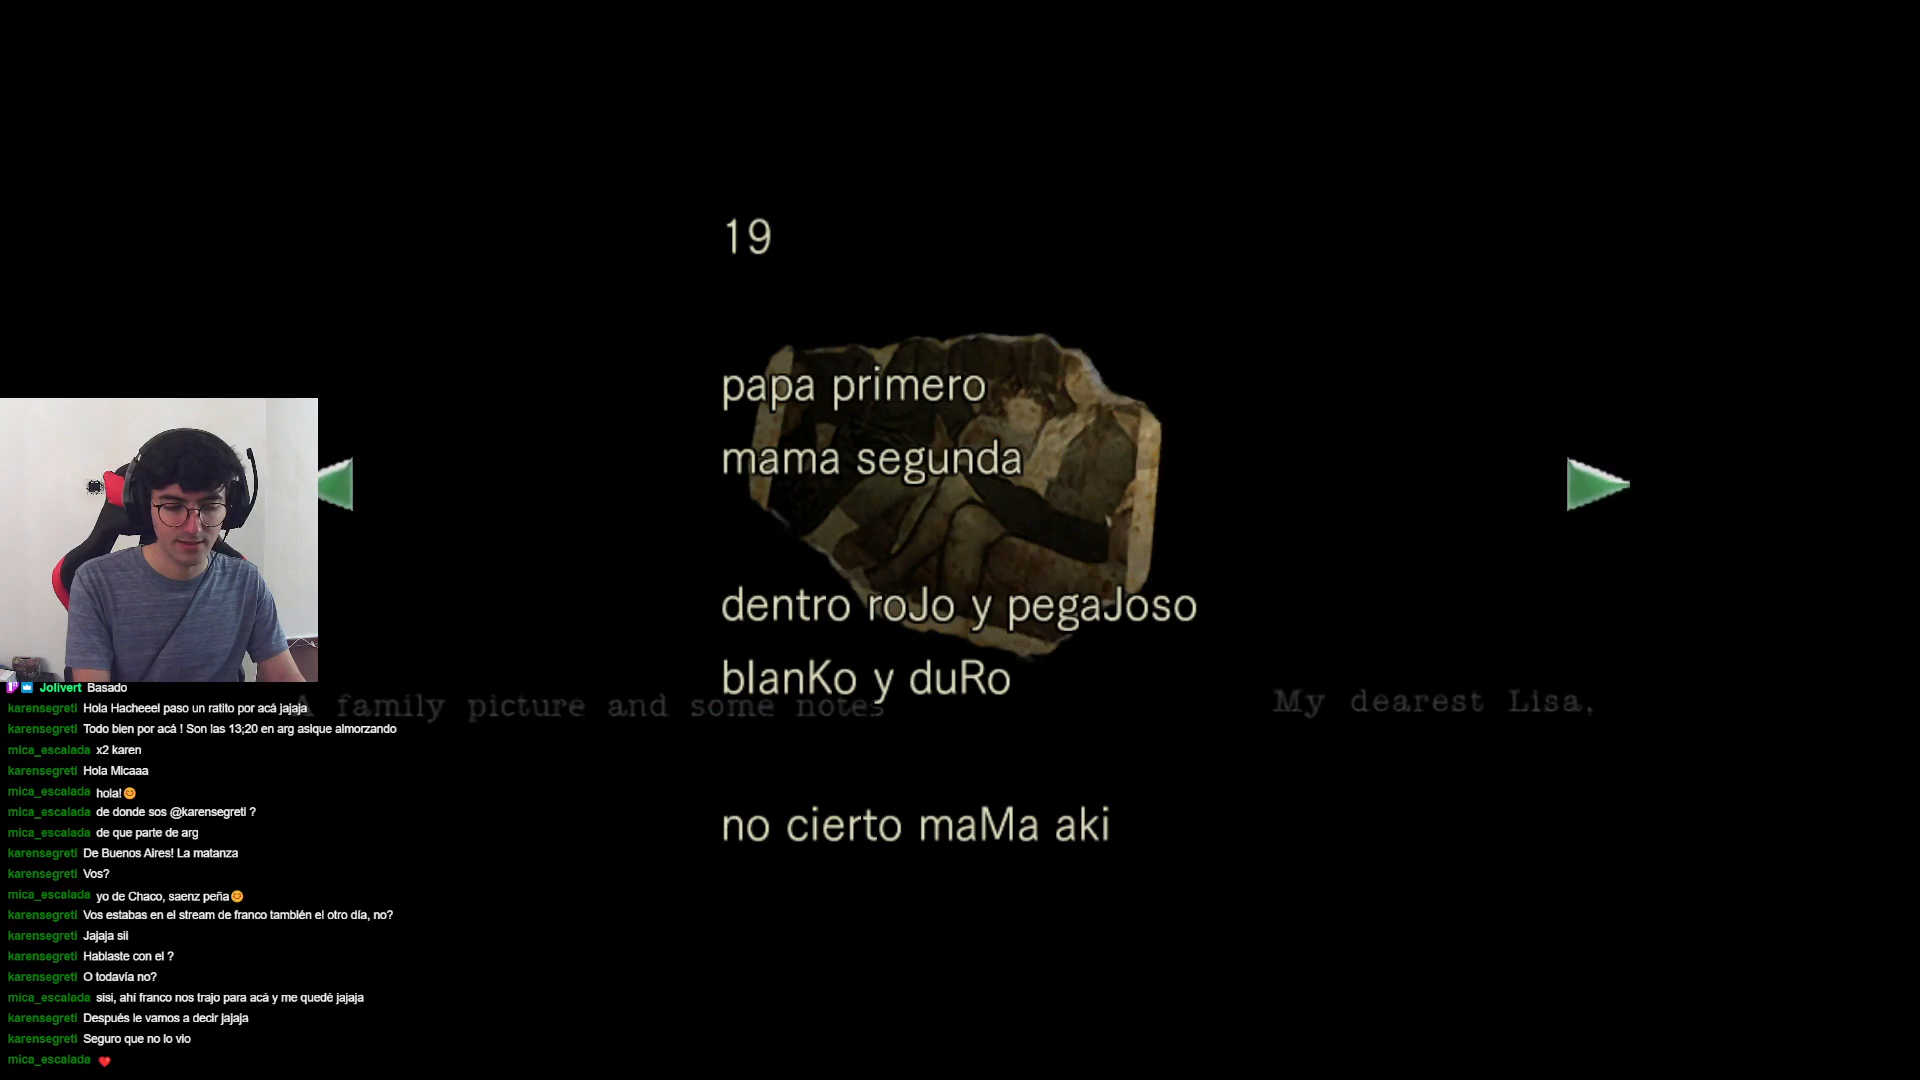 19
papa primero
mama segunda
dentro roJo y pegaJoso
blanKo y duRo
A family picture and some notes
My dearest Lisa,
no cierto maMa aki
Jolivert Basado
karensegreti Hola Hacheeel paso un ratito por acá jajaja
karensegreti Todo bien por acá ! Son las 13;20 en arg asique almorzando
mica_escalada x2 karen
karensegreti Hola Micaaa
mica_escalada hola!😊
mica_escalada de donde sos @karensegreti ?
mica_escalada de que parte de arg
karensegreti De Buenos Aires! La matanza
karensegreti Vos?
mica_escalada yo de Chaco, saenz peña😊
karensegreti Vos estabas en el stream de franco también el otro día, no?
karensegreti Jajaja sii
karensegreti Hablaste con el ?
karensegreti O todavía no?
mica_escalada sisi, ahí franco nos trajo para acá y me quedé jajaja
karensegreti Después le vamos a decir jajaja
karensegreti Seguro que no lo vio
mica_escalada ❤️